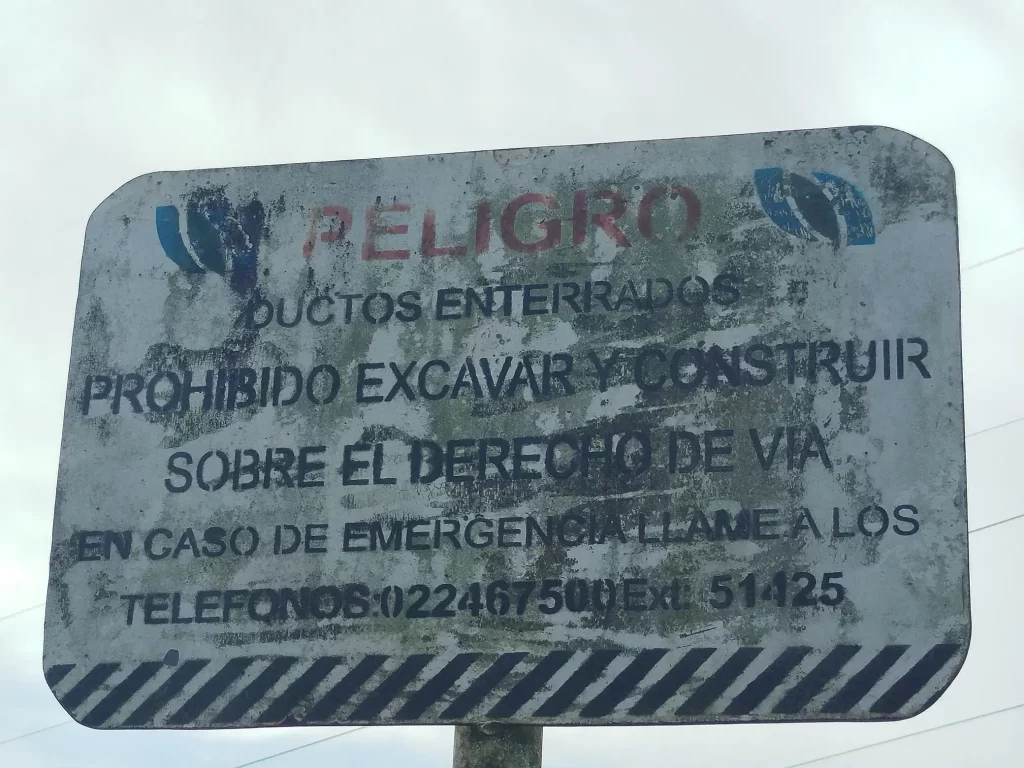 PELIGRO
DUCTOS ENTERRADOS
PROHIBIDO EXCAVAR Y CONSTRUIR
SOBRE EL DERECHO DE VIA
EN CASO DE EMERGENCIA LLAME A LOS
TELEFONOS:022467500 Ext. 51425